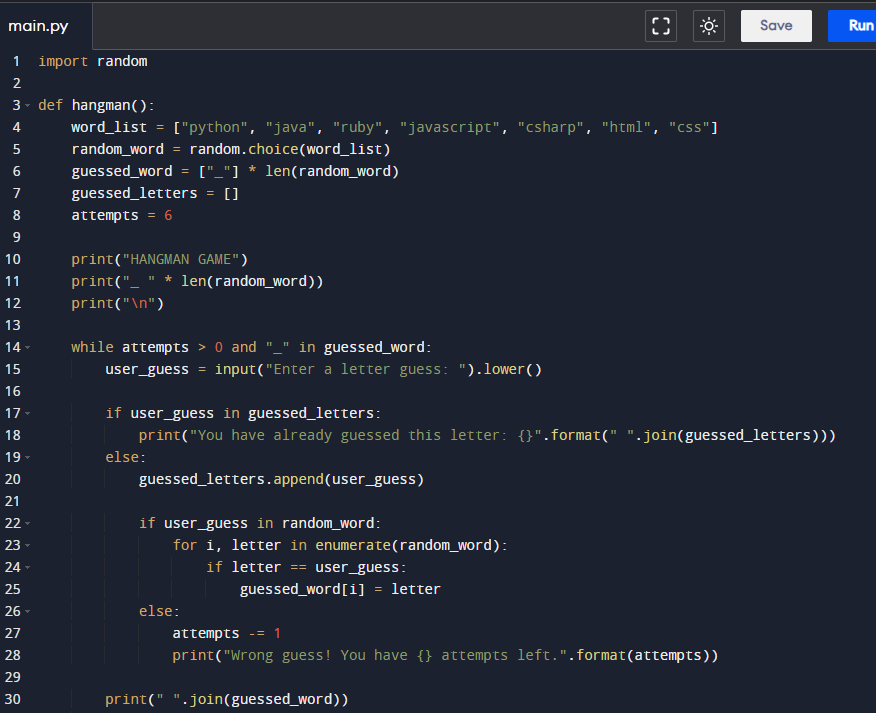 main.py
Save
Run
1 import random
2
3 def hangman():
4     word_list = ["python", "java", "ruby", "javascript", "csharp", "html", "css"]
5     random_word = random.choice(word_list)
6     guessed_word = ["_"] * len(random_word)
7     guessed_letters = []
8     attempts = 6
9
10     print("HANGMAN GAME")
11     print("_ " * len(random_word))
12     print("\n")
13
14     while attempts > 0 and "_" in guessed_word:
15         user_guess = input("Enter a letter guess: ").lower()
16
17         if user_guess in guessed_letters:
18             print("You have already guessed this letter: {}".format(" ".join(guessed_letters)))
19         else:
20             guessed_letters.append(user_guess)
21
22             if user_guess in random_word:
23                 for i, letter in enumerate(random_word):
24                     if letter == user_guess:
25                         guessed_word[i] = letter
26             else:
27                 attempts -= 1
28                 print("Wrong guess! You have {} attempts left.".format(attempts))
29
30         print(" ".join(guessed_word))